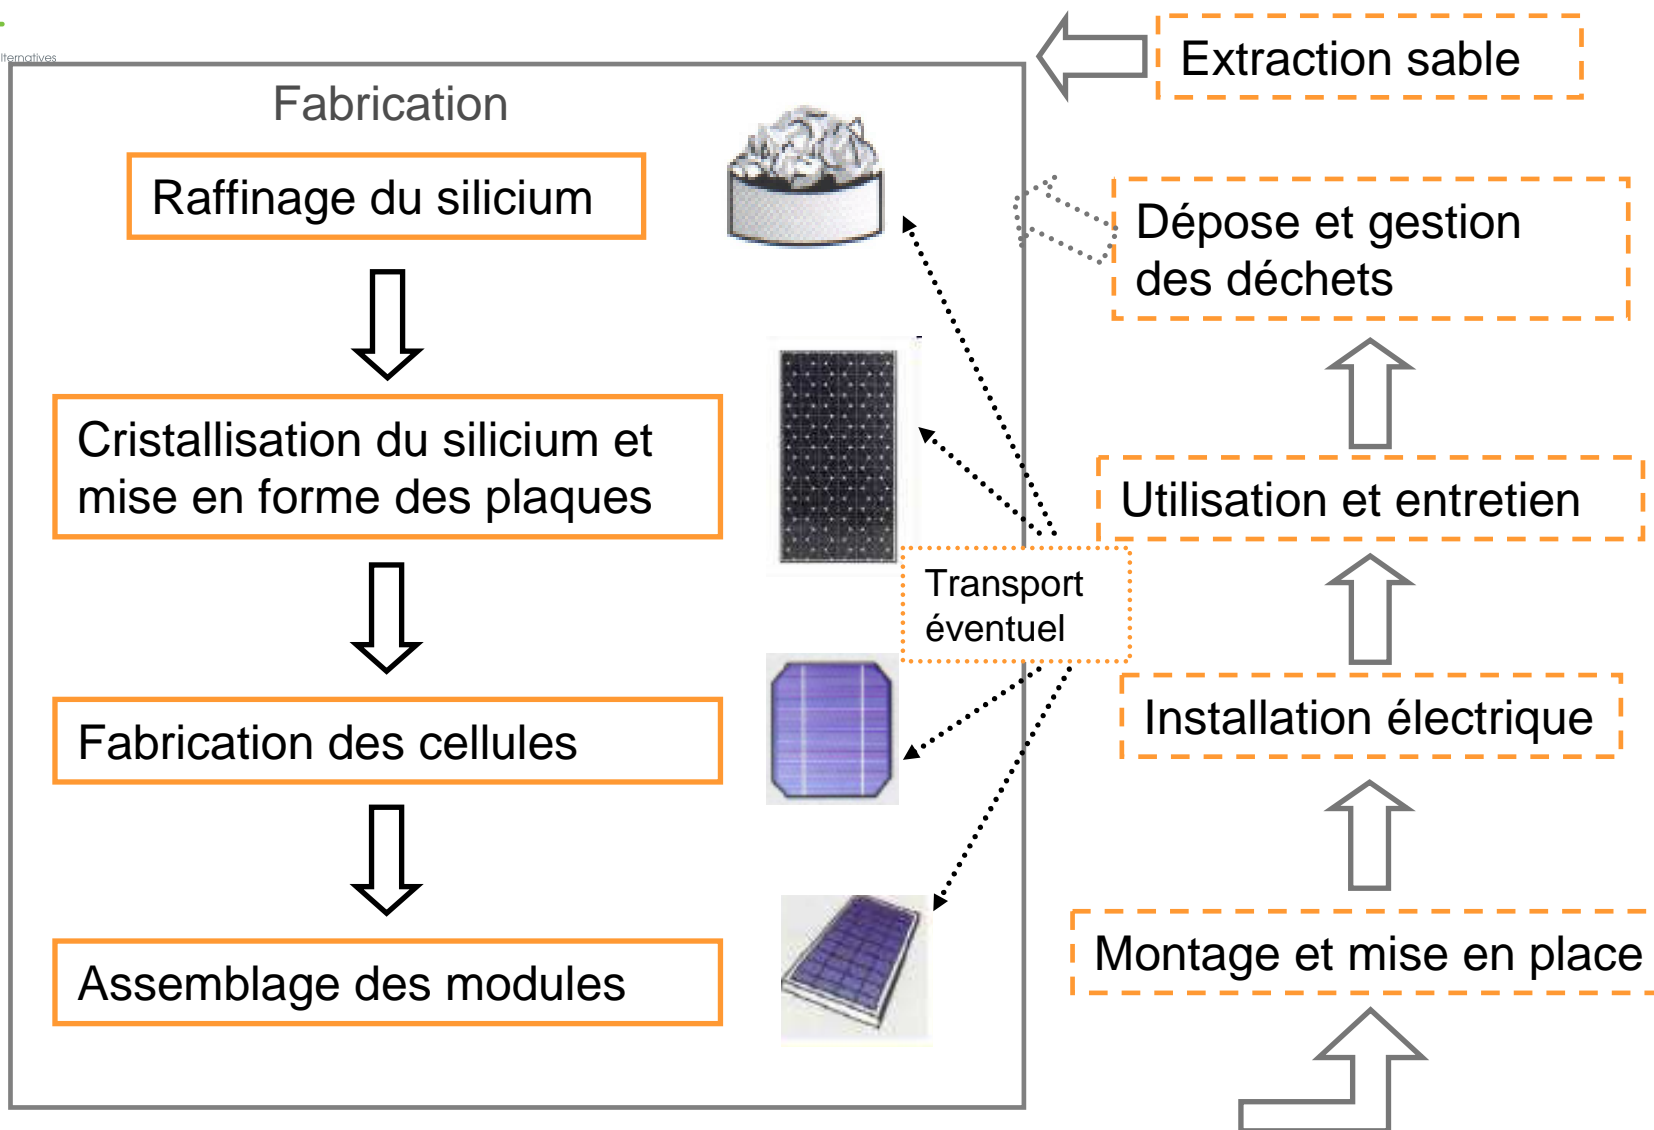 lternatives
Fabrication
Raffinage du silicium
Cristallisation du silicium et
mise en forme des plaques
Fabrication des cellules
Assemblage des modules
Transport
éventuel
Extraction sable
Dépose et gestion
des déchets
Utilisation et entretien
Installation électrique
Montage et mise en place